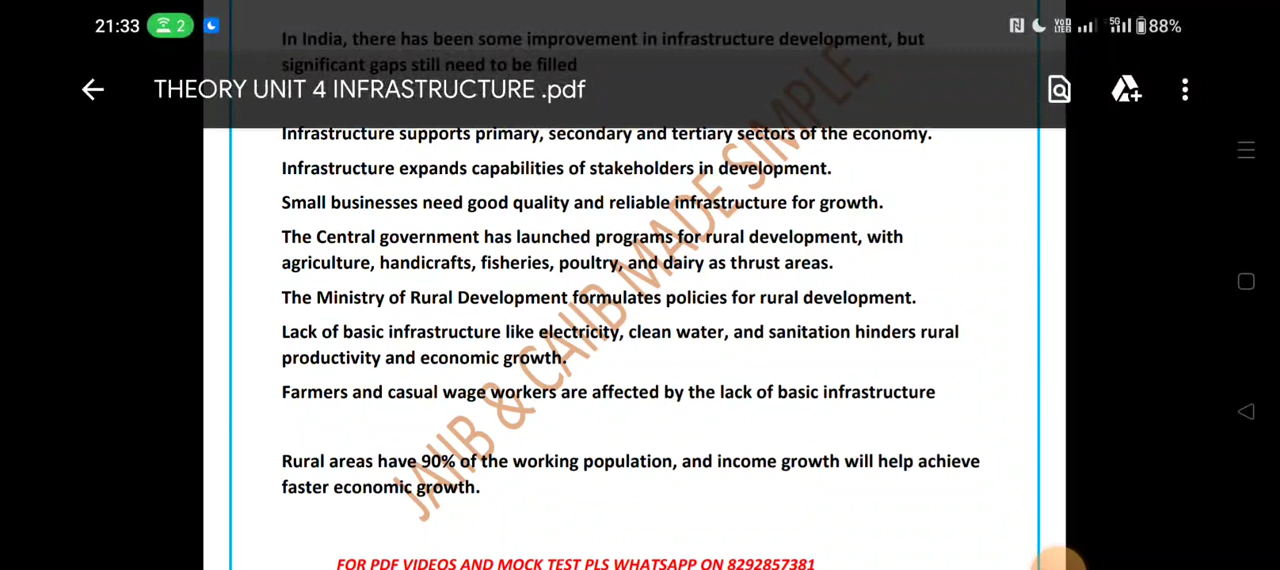 21:33 2 VoD LTE2 5G 88%
In India, there has been some improvement in infrastructure development, but
significant gaps still need to be filled
THEORY UNIT 4 INFRASTRUCTURE .pdf
Infrastructure supports primary, secondary and tertiary sectors of the economy.
Infrastructure expands capabilities of stakeholders in development.
Small businesses need good quality and reliable infrastructure for growth.
The Central government has launched programs for rural development, with
agriculture, handicrafts, fisheries, poultry, and dairy as thrust areas.
The Ministry of Rural Development formulates policies for rural development.
Lack of basic infrastructure like electricity, clean water, and sanitation hinders rural
productivity and economic growth.
Farmers and casual wage workers are affected by the lack of basic infrastructure
Rural areas have 90% of the working population, and income growth will help achieve
faster economic growth.
JAIIB & CAIIB MADE SIMPLE
FOR PDF VIDEOS AND MOCK TEST PLS WHATSAPP ON 8292857381